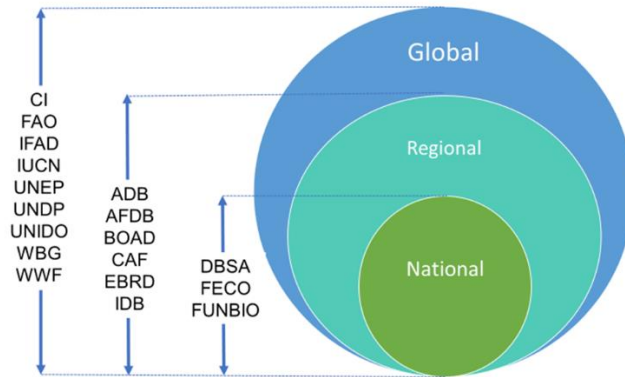 Global
CI
FAO
IFAD
IUCN
UNEP
UNDP
UNIDO
WBG
WWF
Regional
ADB
AFDB
BOAD
CAF
EBRD
IDB
National
DBSA
FECO
FUNBIO